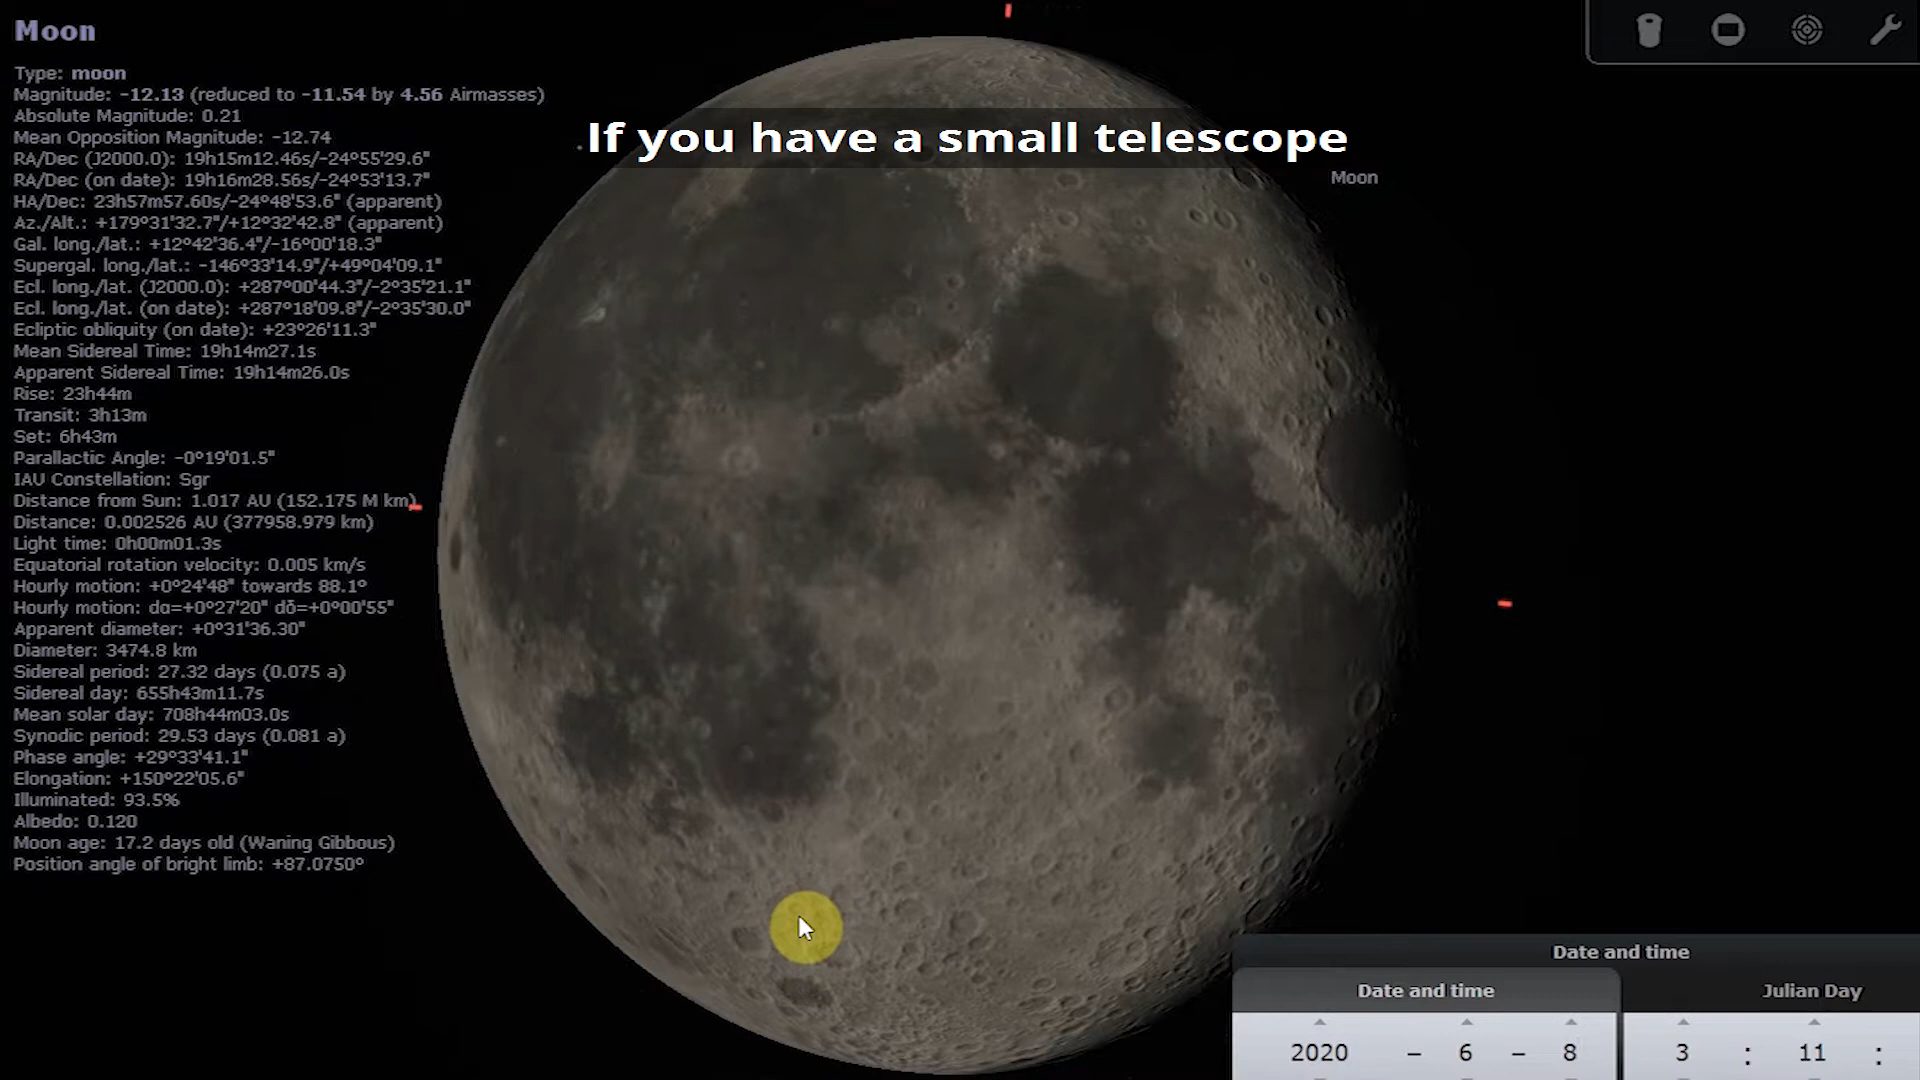 Moon
Type: moon
Magnitude: -12.13 (reduced to -11.54 by 4.56 Airmasses)
Absolute Magnitude: 0.21
Mean Opposition Magnitude: -12.74
RA/Dec (J2000.0): 19h15m12.46s/-24°55'29.6"
RA/Dec (on date): 19h16m28.56s/-24°53'13.7"
HA/Dec: 23h57m57.60s/-24°48'53.6" (apparent)
Az./Alt.: +179°31'32.7"/+12°32'42.8" (apparent)
Gal. long./lat.: +12°42'36.4"/-16°00'18.3"
Supergal. long./lat.: -146°33'14.9"/+49°04'09.1"
Ecl. long./lat. (J2000.0): +287°00'44.3"/-2°35'21.1"
Ecl. long./lat. (on date): +287°18'09.8"/-2°35'30.0"
Ecliptic obliquity (on date): +23°26'11.3"
Mean Sidereal Time: 19h14m27.1s
Apparent Sidereal Time: 19h14m26.0s
Rise: 23h44m
Transit: 3h13m
Set: 6h43m
Parallactic Angle: -0°19'01.5"
IAU Constellation: Sgr
Distance from Sun: 1.017 AU (152.175 M km)
Distance: 0.002526 AU (377958.979 km)
Light time: 0h00m01.3s
Equatorial rotation velocity: 0.005 km/s
Hourly motion: +0°24'48" towards 88.1°
Hourly motion: dα=+0°27'20" dδ=+0°00'55"
Apparent diameter: +0°31'36.30"
Diameter: 3474.8 km
Sidereal period: 27.32 days (0.075 a)
Sidereal day: 655h43m11.7s
Mean solar day: 708h44m03.0s
Synodic period: 29.53 days (0.081 a)
Phase angle: +29°33'41.1"
Elongation: +150°22'05.6"
Illuminated: 93.5%
Albedo: 0.120
Moon age: 17.2 days old (Waning Gibbous)
Position angle of bright limb: +87.0750°
If you have a small telescope
Moon
Date and time
Date and time
Julian Day
2020 - 6 - 8
3 : 11 :